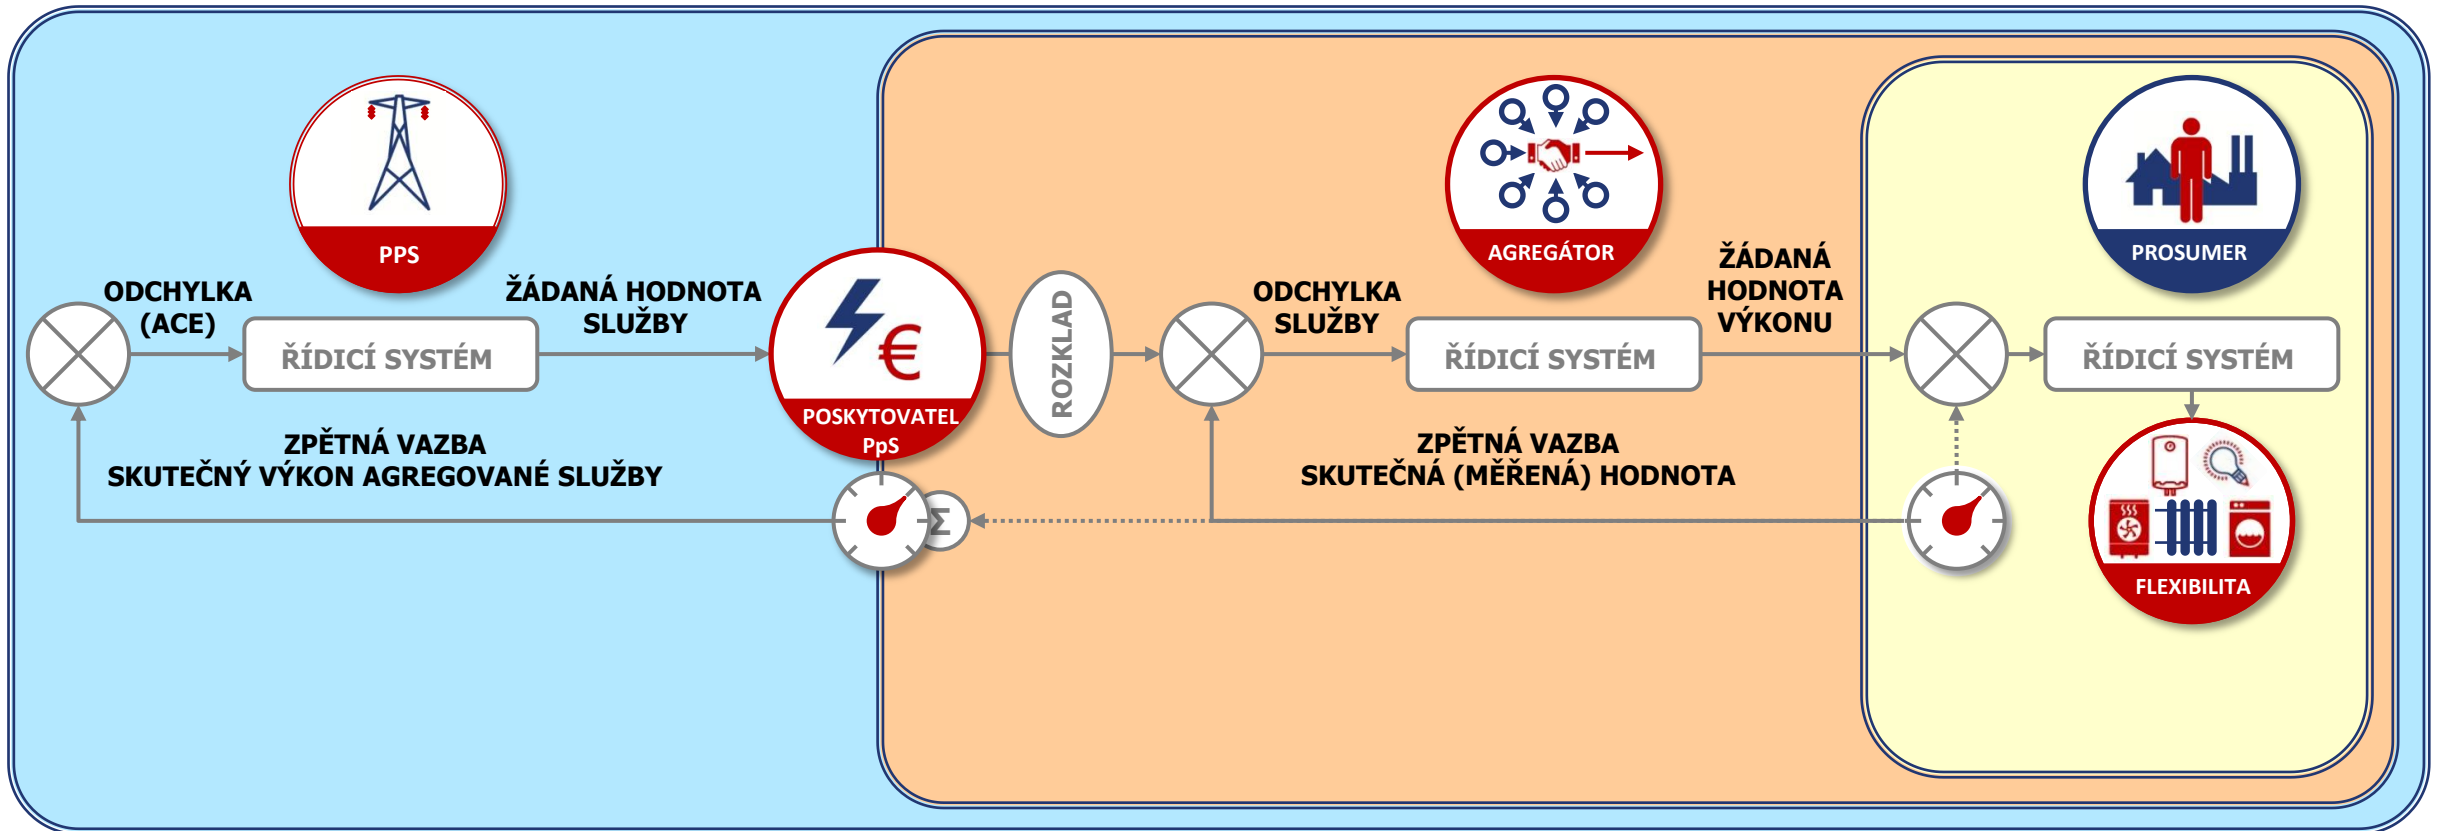 PPS
AGREGÁTOR
PROSUMER
ODCHYLKA
(ACE)
ŘÍDICÍ SYSTÉM
ŽÁDANÁ HODNOTA
SLUŽBY
€
POSKYTOVATEL
PpS
ROZKLAD
ODCHYLKA
SLUŽBY
ŘÍDICÍ SYSTÉM
ŽÁDANÁ
HODNOTA
VÝKONU
ŘÍDICÍ SYSTÉM
ZPĚTNÁ VAZBA
SKUTEČNÝ VÝKON AGREGOVANÉ SLUŽBY
Σ
ZPĚTNÁ VAZBA
SKUTEČNÁ (MĚŘENÁ) HODNOTA
FLEXIBILITA